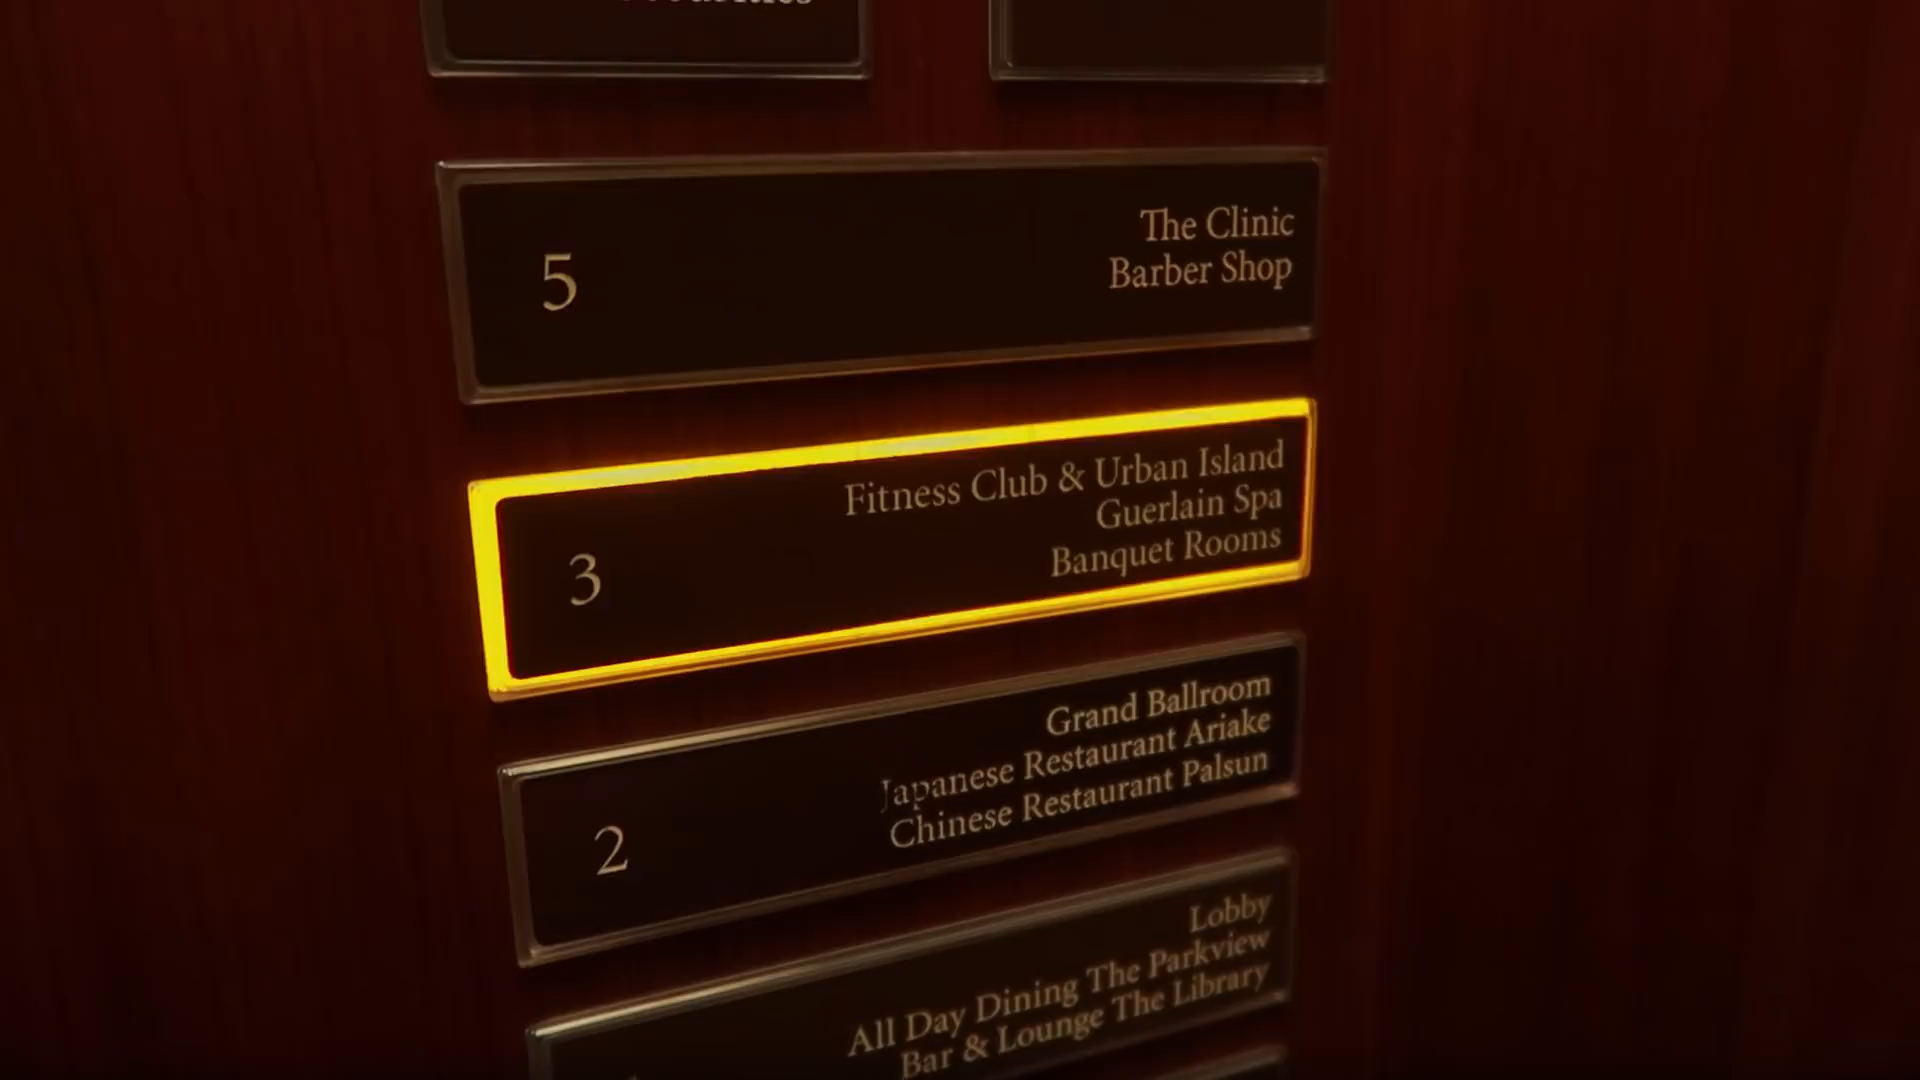 5
The Clinic
Barber Shop
3
Fitness Club & Urban Island
Guerlain Spa
Banquet Rooms
2
Grand Ballroom
Japanese Restaurant Ariake
Chinese Restaurant Palsun
Lobby
All Day Dining The Parkview
Bar & Lounge The Library